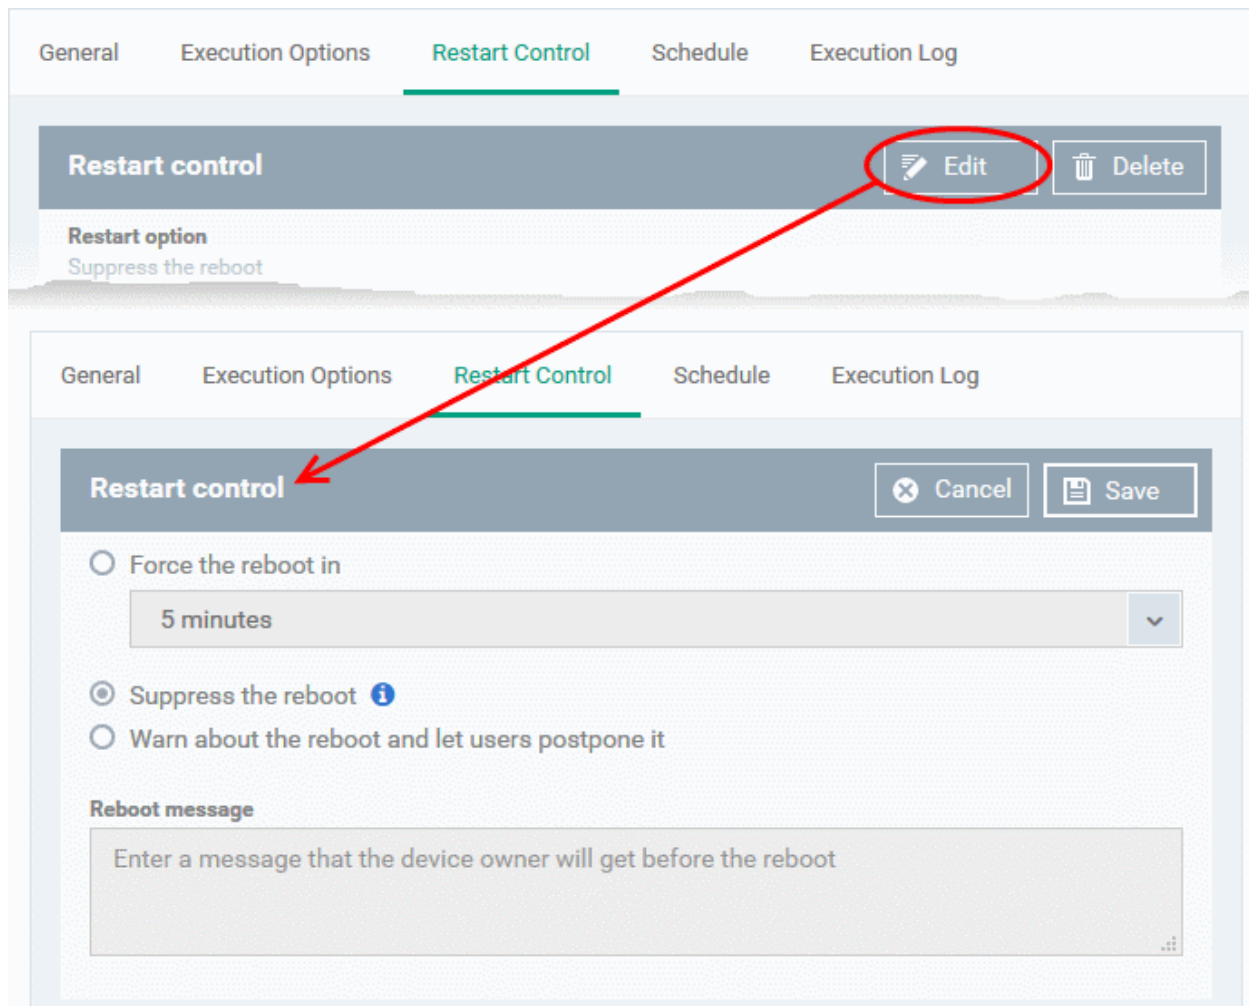 General Execution Options Restart Control Schedule Execution Log
Restart control Edit Delete
Restart option
Suppress the reboot
General Execution Options Restart Control Schedule Execution Log
Restart control Cancel Save
Force the reboot in
5 minutes
Suppress the reboot
Warn about the reboot and let users postpone it
Reboot message
Enter a message that the device owner will get before the reboot